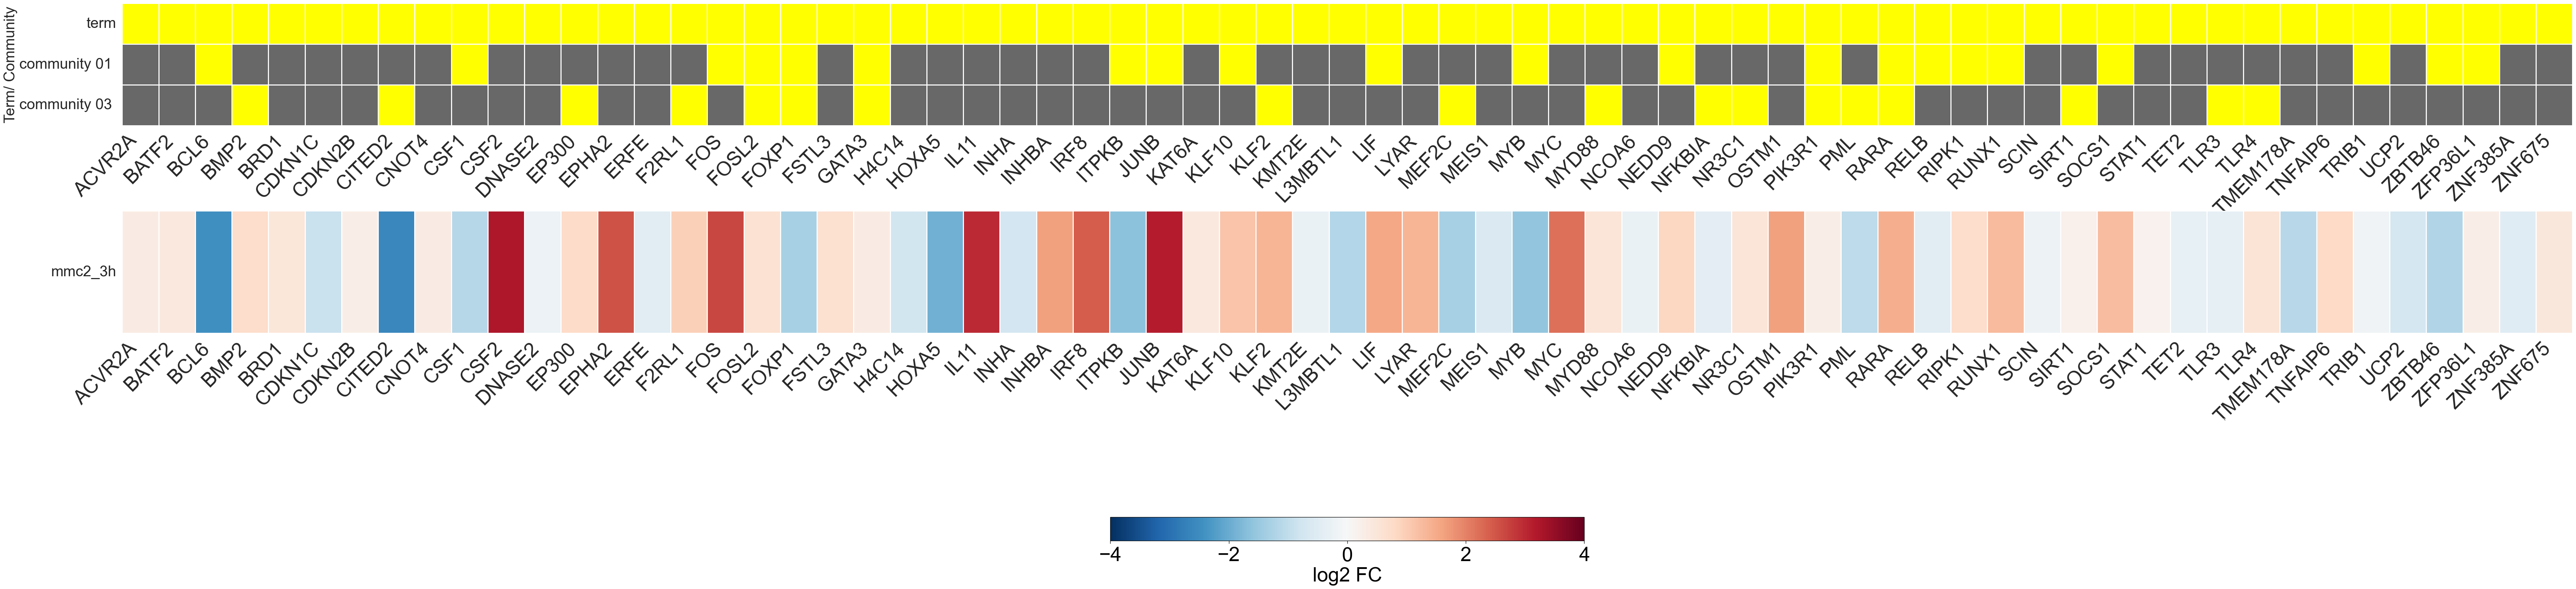 Term/ Community
term
community 01
community 03
ACVR2A BATF2 BCL6 BMP2 BRD1 CDKN1C CDKN2B CITED2 CNOT4 CSF1 CSF2 DNASE2 EP300 EPHA2 ERFE F2RL1 FOS FOSL2 FOXP1 FSTL3 GATA3 H4C14 HOXA5 IL11 INHA INHBA IRF8 ITPKB JUNB KAT6A KLF10 KLF2 KMT2E L3MBTL1 LIF LYAR MEF2C MEIS1 MYB MYC MYD88 NCOA6 NEDD9 NFKBIA NR3C1 OSTM1 PIK3R1 PML RARA RELB RIPK1 RUNX1 SCIN SIRT1 SOCS1 STAT1 TET2 TLR3 TLR4 TMEM178A TNFAIP6 TRIB1 UCP2 ZBTB46 ZFP36L1 ZNF385A ZNF675
mmc2_3h
ACVR2A BATF2 BCL6 BMP2 BRD1 CDKN1C CDKN2B CITED2 CNOT4 CSF1 CSF2 DNASE2 EP300 EPHA2 ERFE F2RL1 FOS FOSL2 FOXP1 FSTL3 GATA3 H4C14 HOXA5 IL11 INHA INHBA IRF8 ITPKB JUNB KAT6A KLF10 KLF2 KMT2E L3MBTL1 LIF LYAR MEF2C MEIS1 MYB MYC MYD88 NCOA6 NEDD9 NFKBIA NR3C1 OSTM1 PIK3R1 PML RARA RELB RIPK1 RUNX1 SCIN SIRT1 SOCS1 STAT1 TET2 TLR3 TLR4 TMEM178A TNFAIP6 TRIB1 UCP2 ZBTB46 ZFP36L1 ZNF385A ZNF675
−4 −2 0 2 4
log2 FC